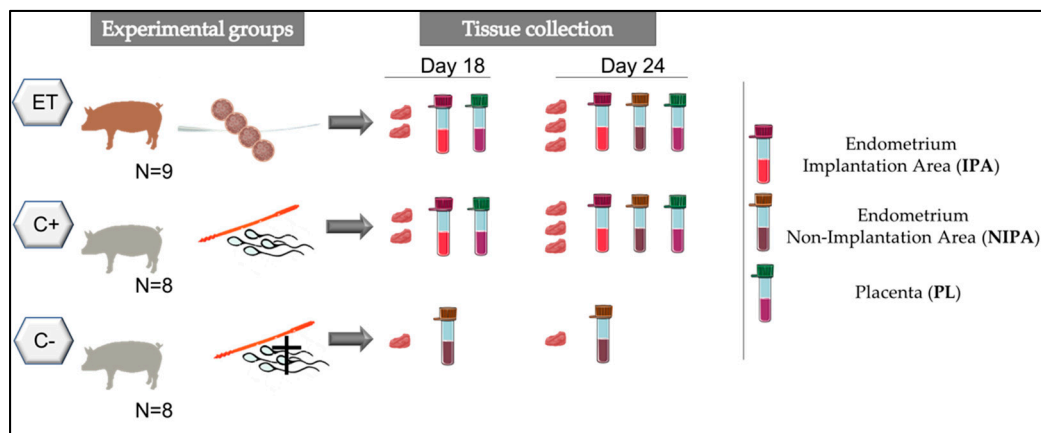 Experimental groups
Tissue collection
Day 18
Day 24
ET
N=9
C+
N=8
C-
N=8
Endometrium
Implantation Area (IPA)
Endometrium
Non-Implantation Area (NIPA)
Placenta (PL)